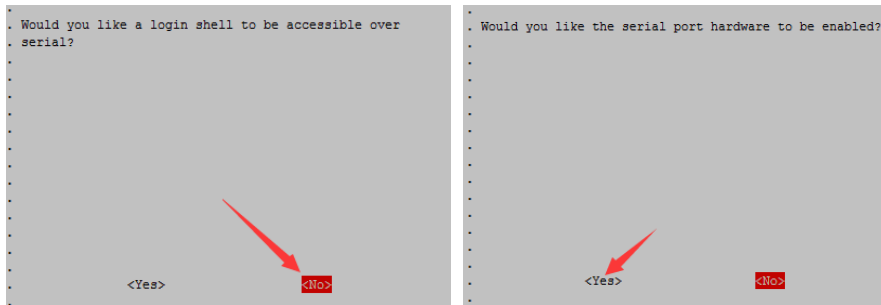 Would you like a login shell to be accessible over
serial?
<Yes> <No>
Would you like the serial port hardware to be enabled?
<Yes> <No>